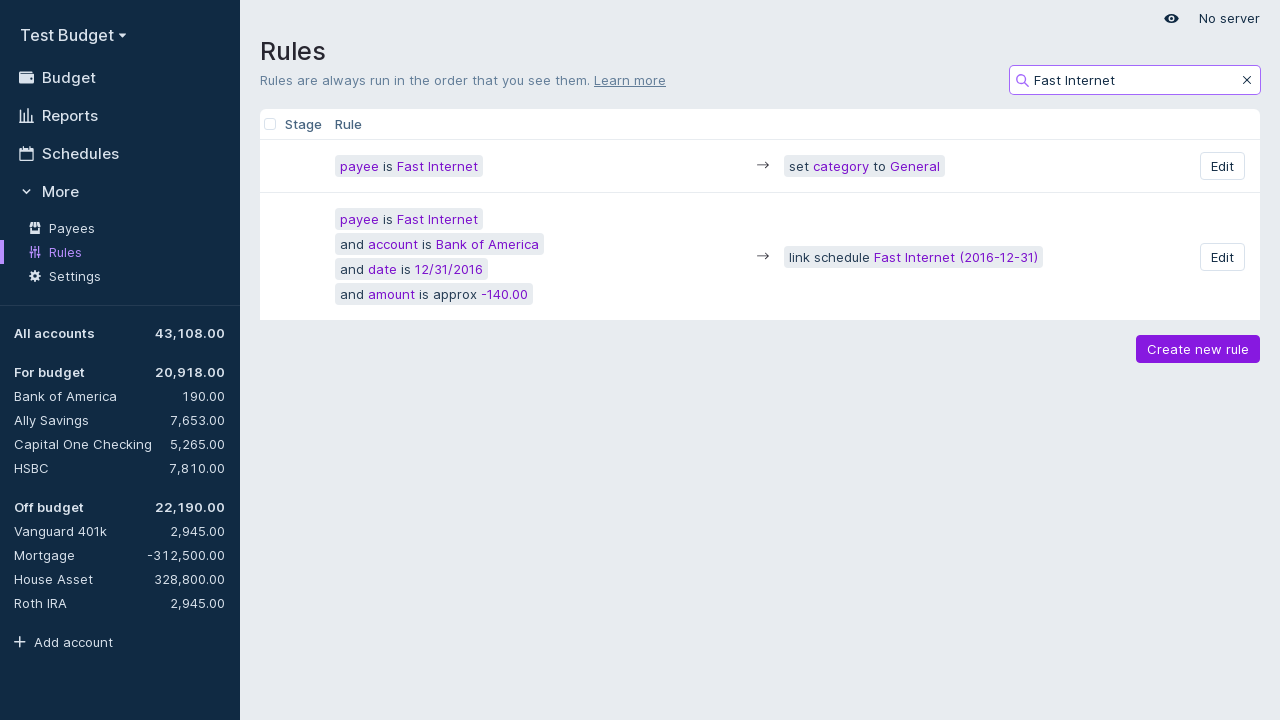 Test Budget
Budget
Reports
Schedules
More
Payees
Rules
Settings
All accounts 43,108.00
For budget 20,918.00
Bank of America 190.00
Ally Savings 7,653.00
Capital One Checking 5,265.00
HSBC 7,810.00
Off budget 22,190.00
Vanguard 401k 2,945.00
Mortgage -312,500.00
House Asset 328,800.00
Roth IRA 2,945.00
Add account
No server
Rules
Rules are always run in the order that you see them. Learn more
Fast Internet
Stage Rule
payee is Fast Internet → set category to General Edit
payee is Fast Internet
and account is Bank of America
and date is 12/31/2016
and amount is approx -140.00
→ link schedule Fast Internet (2016-12-31) Edit
Create new rule